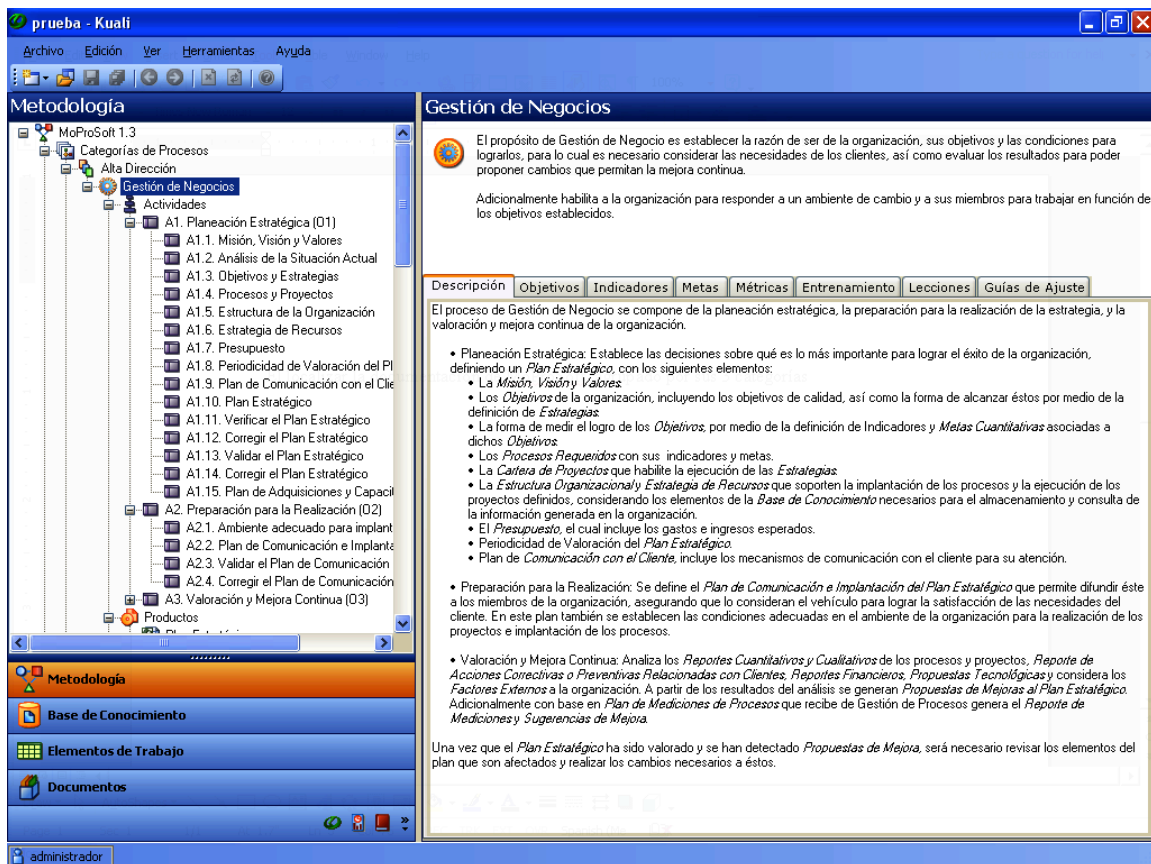 prueba - Kuali
Archivo Edición Ver Herramientas Ayuda
Metodología
MoProSoft 1.3
Categorías de Procesos
Alta Dirección
Gestión de Negocios
Actividades
A1. Planeación Estratégica (O1)
A1.1. Misión, Visión y Valores
A1.2. Análisis de la Situación Actual
A1.3. Objetivos y Estrategias
A1.4. Procesos y Proyectos
A1.5. Estructura de la Organización
A1.6. Estrategia de Recursos
A1.7. Presupuesto
A1.8. Periodicidad de Valoración del Pl
A1.9. Plan de Comunicación con el Clie
A1.10. Plan Estratégico
A1.11. Verificar el Plan Estratégico
A1.12. Corregir el Plan Estratégico
A1.13. Validar el Plan Estratégico
A1.14. Corregir el Plan Estratégico
A1.15. Plan de Adquisiciones y Capaci
A2. Preparación para la Realización (O2)
A2.1. Ambiente adecuado para implant
A2.2. Plan de Comunicación e Implanta
A2.3. Validar el Plan de Comunicación
A2.4. Corregir el Plan de Comunicación
A3. Valoración y Mejora Continua (O3)
Productos
Metodología
Base de Conocimiento
Elementos de Trabajo
Documentos
administrador
Gestión de Negocios
El propósito de Gestión de Negocio es establecer la razón de ser de la organización, sus objetivos y las condiciones para
lograrlos, para lo cual es necesario considerar las necesidades de los clientes, así como evaluar los resultados para poder
proponer cambios que permitan la mejora continua.
Adicionalmente habilita a la organización para responder a un ambiente de cambio y a sus miembros para trabajar en función de
los objetivos establecidos.
Descripción Objetivos Indicadores Metas Métricas Entrenamiento Lecciones Guías de Ajuste
El proceso de Gestión de Negocio se compone de la planeación estratégica, la preparación para la realización de la estrategia, y la
valoración y mejora continua de la organización.
• Planeación Estratégica: Establece las decisiones sobre qué es lo más importante para lograr el éxito de la organización,
definiendo un Plan Estratégico, con los siguientes elementos:
• La Misión, Visión y Valores.
• Los Objetivos de la organización, incluyendo los objetivos de calidad, así como la forma de alcanzar éstos por medio de la
definición de Estrategias.
• La forma de medir el logro de los Objetivos, por medio de la definición de Indicadores y Metas Cuantitativas asociadas a
dichos Objetivos.
• Los Procesos Requeridos con sus indicadores y metas.
• La Cartera de Proyectos que habilite la ejecución de las Estrategias.
• La Estructura Organizacional y Estrategia de Recursos que soporten la implantación de los procesos y la ejecución de los
proyectos definidos, considerando los elementos de la Base de Conocimiento necesarios para el almacenamiento y consulta de
la información generada en la organización.
• El Presupuesto, el cual incluye los gastos e ingresos esperados.
• Periodicidad de Valoración del Plan Estratégico.
• Plan de Comunicación con el Cliente, incluye los mecanismos de comunicación con el cliente para su atención.
• Preparación para la Realización: Se define el Plan de Comunicación e Implantación del Plan Estratégico que permite difundir éste
a los miembros de la organización, asegurando que lo consideran el vehículo para lograr la satisfacción de las necesidades del
cliente. En este plan también se establecen las condiciones adecuadas en el ambiente de la organización para la realización de los
proyectos e implantación de los procesos.
• Valoración y Mejora Continua: Analiza los Reportes Cuantitativos y Cualitativos de los procesos y proyectos, Reporte de
Acciones Correctivas o Preventivas Relacionadas con Clientes, Reportes Financieros, Propuestas Tecnológicas y considera los
Factores Externos a la organización. A partir de los resultados del análisis se generan Propuestas de Mejoras al Plan Estratégico.
Adicionalmente con base en Plan de Mediciones de Procesos que recibe de Gestión de Procesos genera el Reporte de
Mediciones y Sugerencias de Mejora.
Una vez que el Plan Estratégico ha sido valorado y se han detectado Propuestas de Mejora, será necesario revisar los elementos del
plan que son afectados y realizar los cambios necesarios a éstos.